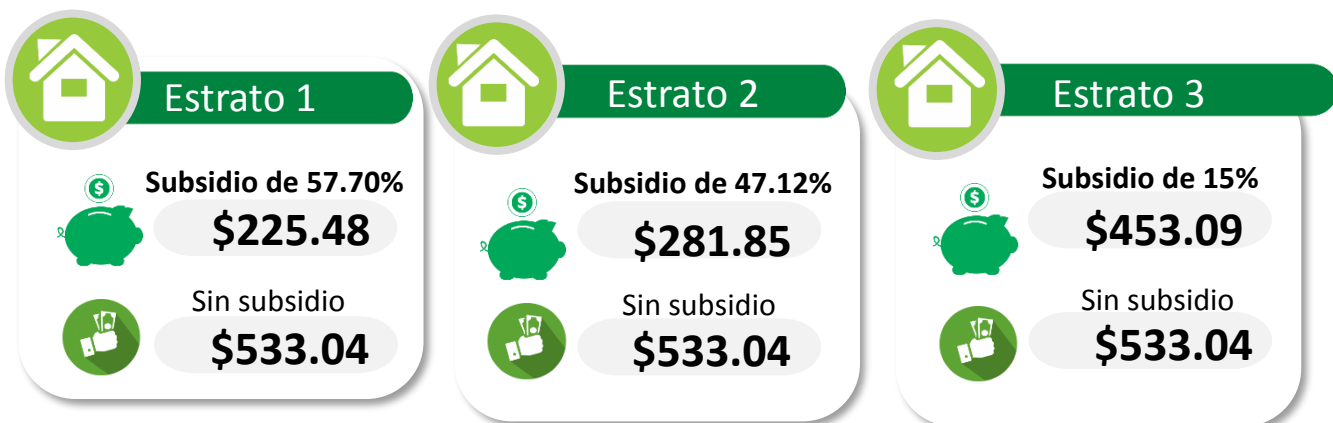 Estrato 1
Subsidio de 57.70%
$225.48
Sin subsidio
$533.04
Estrato 2
Subsidio de 47.12%
$281.85
Sin subsidio
$533.04
Estrato 3
Subsidio de 15%
$453.09
Sin subsidio
$533.04